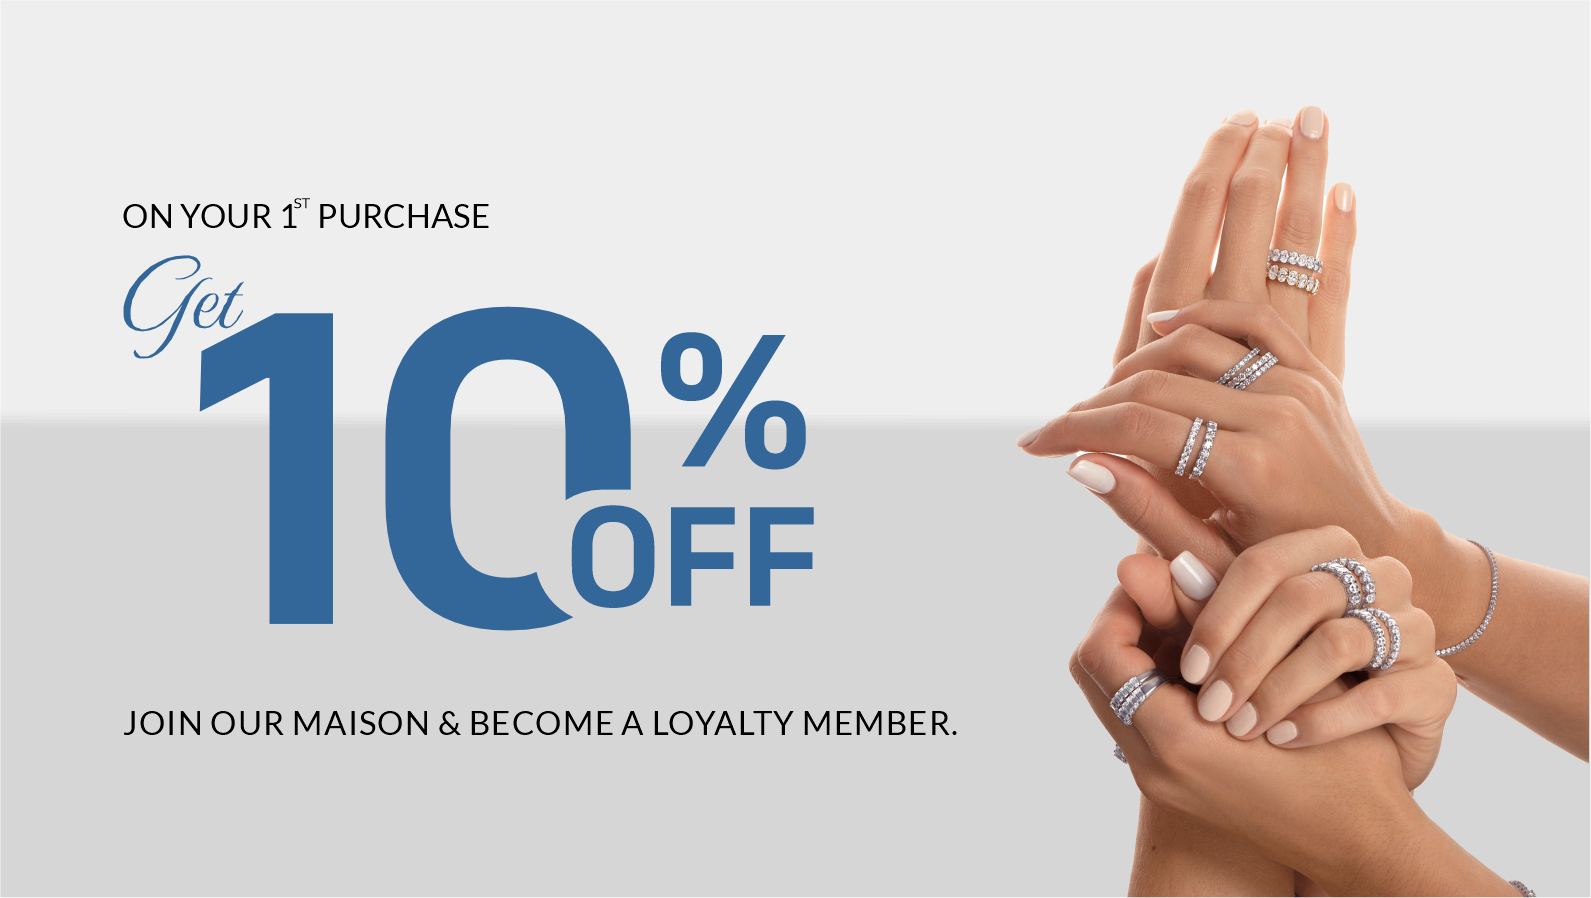 ON YOUR 1ST PURCHASE
Get
10%
OFF
JOIN OUR MAISON & BECOME A LOYALTY MEMBER.